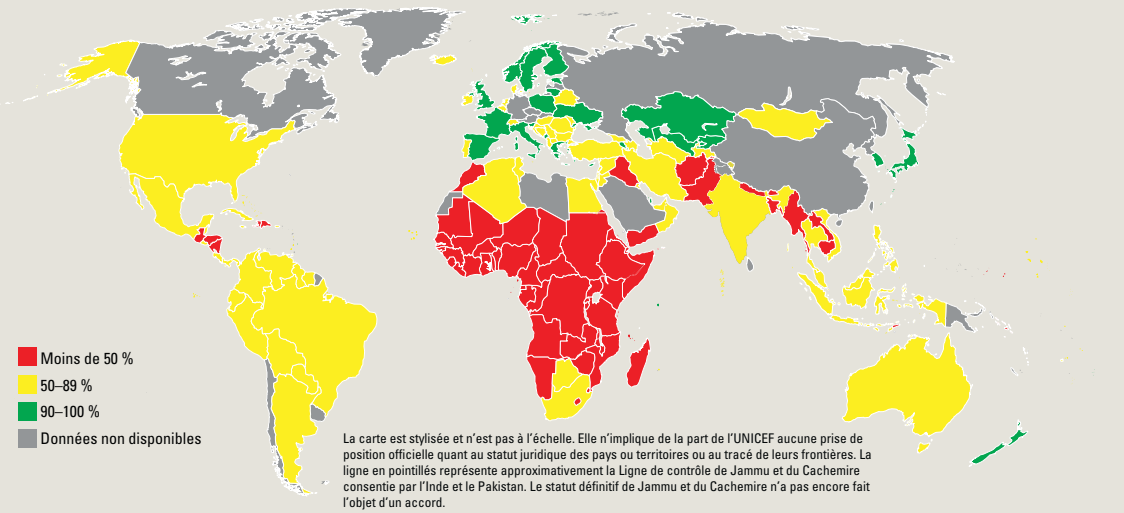 Moins de 50 %
50–89 %
90–100 %
Données non disponibles
La carte est stylisée et n’est pas à l’échelle. Elle n’implique de la part de l’UNICEF aucune prise de
position officielle quant au statut juridique des pays ou territoires ou au tracé de leurs frontières. La
ligne en pointillés représente approximativement la Ligne de contrôle de Jammu et du Cachemire
consentie par l’Inde et le Pakistan. Le statut définitif de Jammu et du Cachemire n’a pas encore fait
l’objet d’un accord.